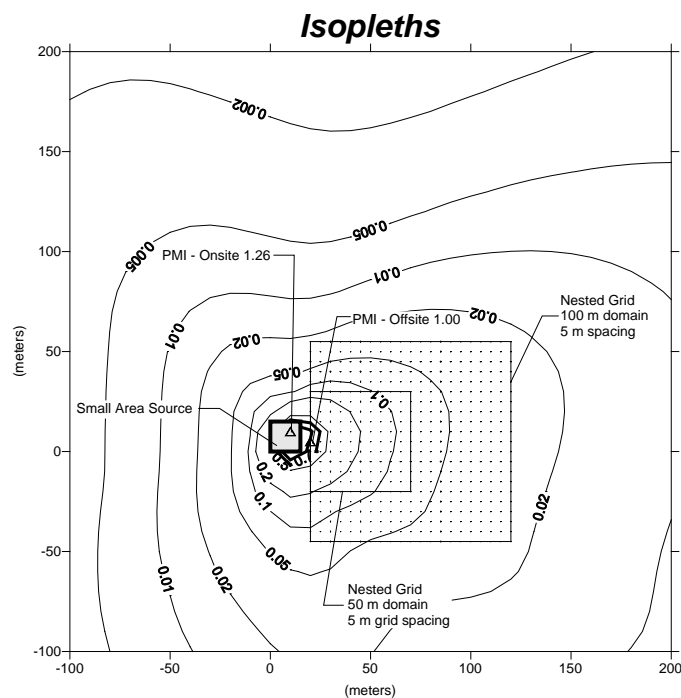 Isopleths
200
150
100
50
0
-50
-100
(meters)
0.002
0.005
0.005
0.01
PMI - Onsite 1.26
Nested Grid
100 m domain
5 m spacing
0.02
PMI - Offsite 1.00
0.01
0.02
0.05
0.1
Small Area Source
0.2
0.1
0.02
0.05
0.01
0.02
Nested Grid
50 m domain
5 m grid spacing
-100
-50
0
50
100
150
200
(meters)